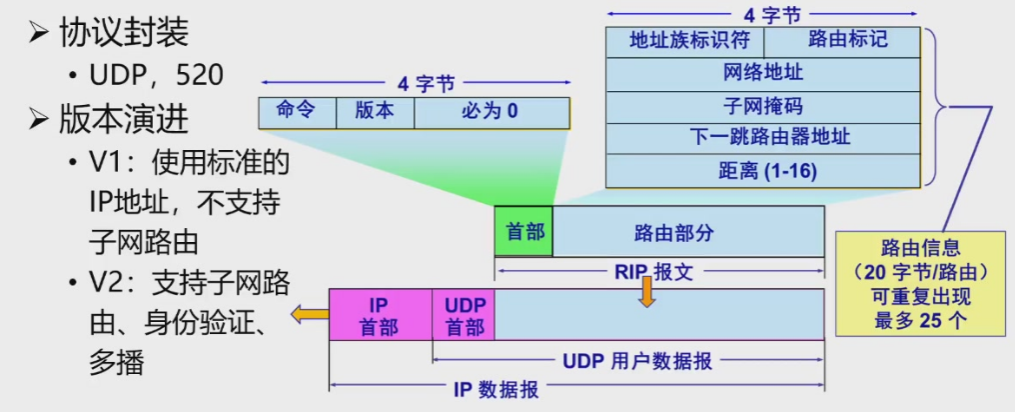 ➢ 协议封装
• UDP，520
➢ 版本演进
• V1：使用标准的
IP地址，不支持
子网路由
• V2：支持子网路
由、身份验证、
多播
4 字节
命令 版本 必为 0
4 字节
地址族标识符 路由标记
网络地址
子网掩码
下一跳路由器地址
距离 (1-16)
首部 路由部分
RIP 报文
路由信息
（20 字节/路由）
可重复出现
最多 25 个
IP
首部
UDP
首部
UDP 用户数据报
IP 数据报